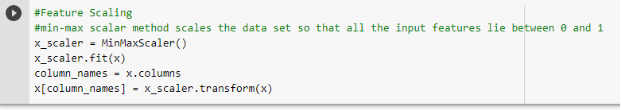 #Feature Scaling
#min-max scalar method scales the data set so that all the input features lie between 0 and 1
x_scaler = MinMaxScaler()
x_scaler.fit(x)
column_names = x.columns
x[column_names] = x_scaler.transform(x)